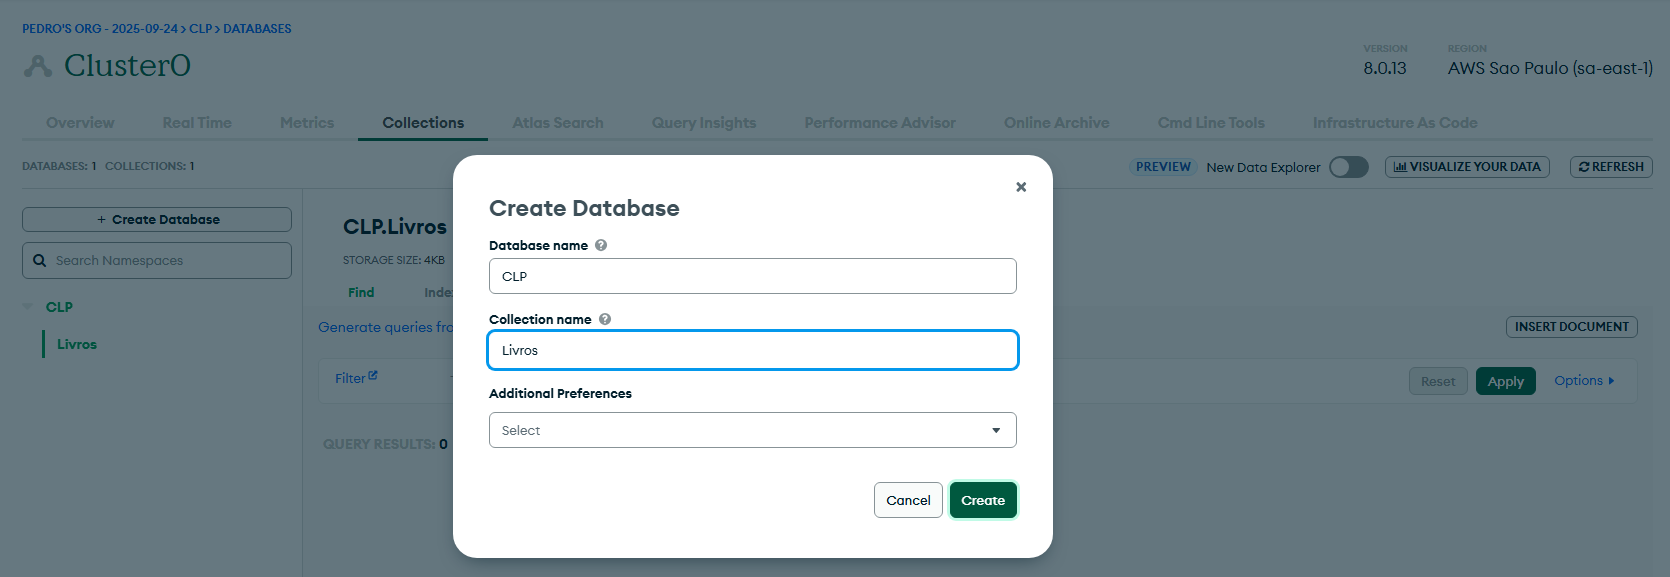 PEDRO'S ORG - 2025-09-24 > CLP > DATABASES
Cluster0
VERSION
8.0.13
REGION
AWS Sao Paulo (sa-east-1)
Overview
Real Time
Metrics
Collections
Atlas Search
Query Insights
Performance Advisor
Online Archive
Cmd Line Tools
Infrastructure As Code
DATABASES: 1 COLLECTIONS: 1
PREVIEW New Data Explorer
VISUALIZE YOUR DATA
REFRESH
+ Create Database
Search Namespaces
CLP
Livros
CLP.Livros
STORAGE SIZE: 4KB
Find
Generate queries
Filter
QUERY RESULTS: 0
INSERT DOCUMENT
Reset
Apply
Options
Create Database
Database name
CLP
Collection name
Livros
Additional Preferences
Select
Cancel
Create